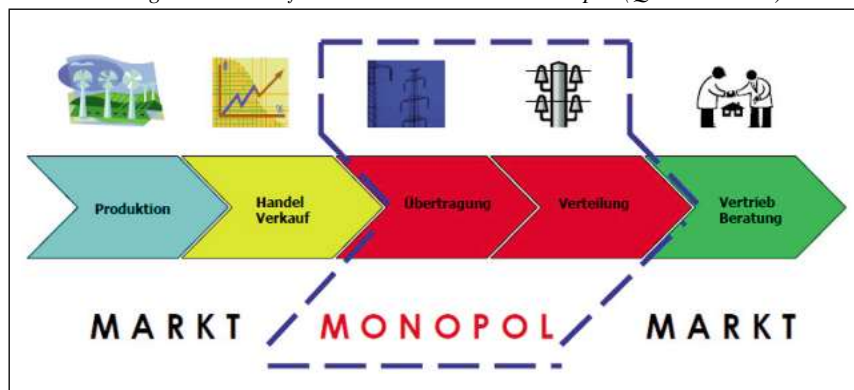 Produktion
Handel
Verkauf
Übertragung
Verteilung
Vertrieb
Beratung
MARKT
MONOPOL
MARKT